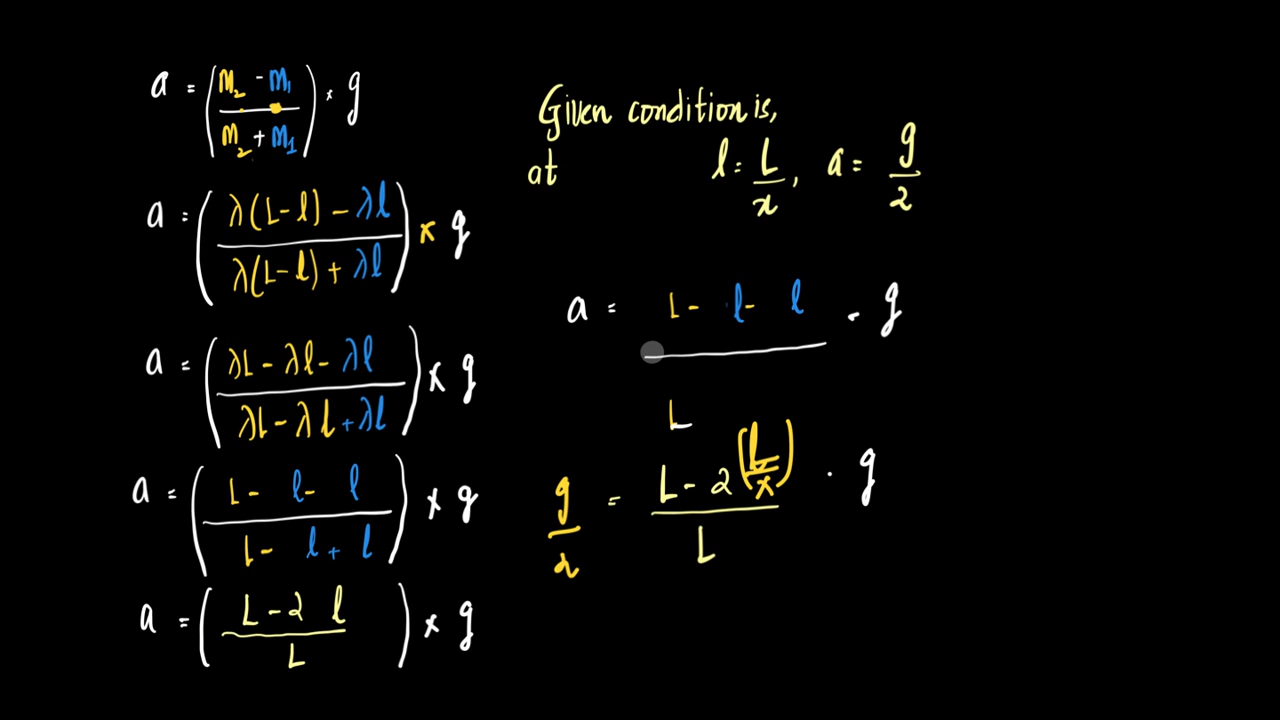 a = (m₂ - m₁ / m₂ + m₁) × g
a = (λ(L-l) - λl / λ(L-l) + λl) × g
a = (λL - λl - λl / λL - λl + λl) × g
a = (L - l - l / L - l + l) × g
a = (L - 2 l / L) × g
Given condition is,
at l = L/x, a = g/2
a = L - l - l / L · g
g/2 = L - 2(L/x) / L · g